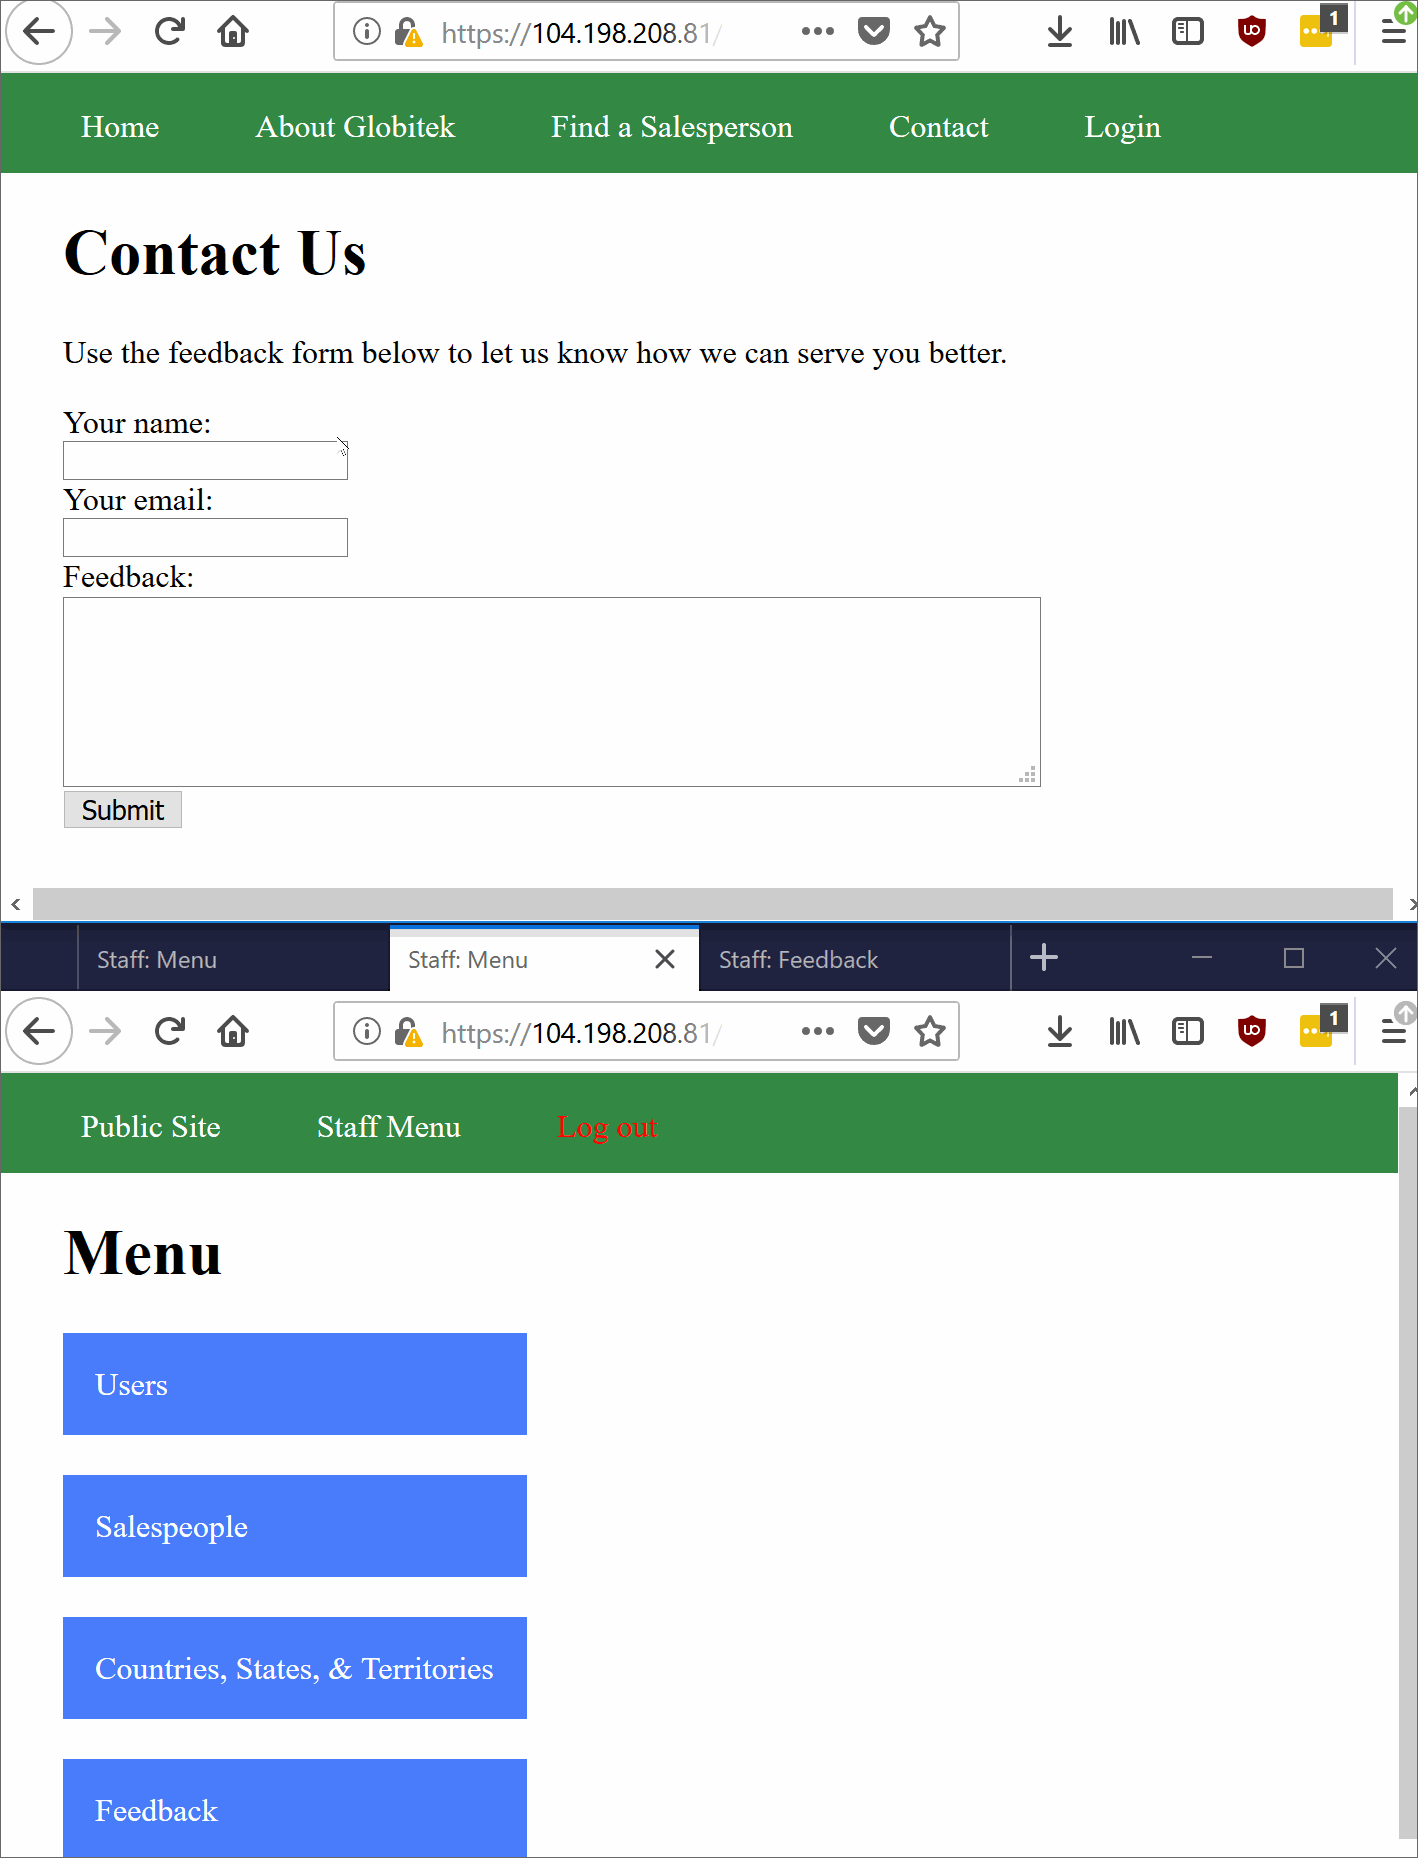 https://104.198.208.81/ 1
Home About Globitek Find a Salesperson Contact Login
Contact Us
Use the feedback form below to let us know how we can serve you better.
Your name:
Your email:
Feedback:
Submit
Staff: Menu Staff: Menu Staff: Feedback
https://104.198.208.81/ 1
Public Site Staff Menu Log out
Menu
Users
Salespeople
Countries, States, & Territories
Feedback